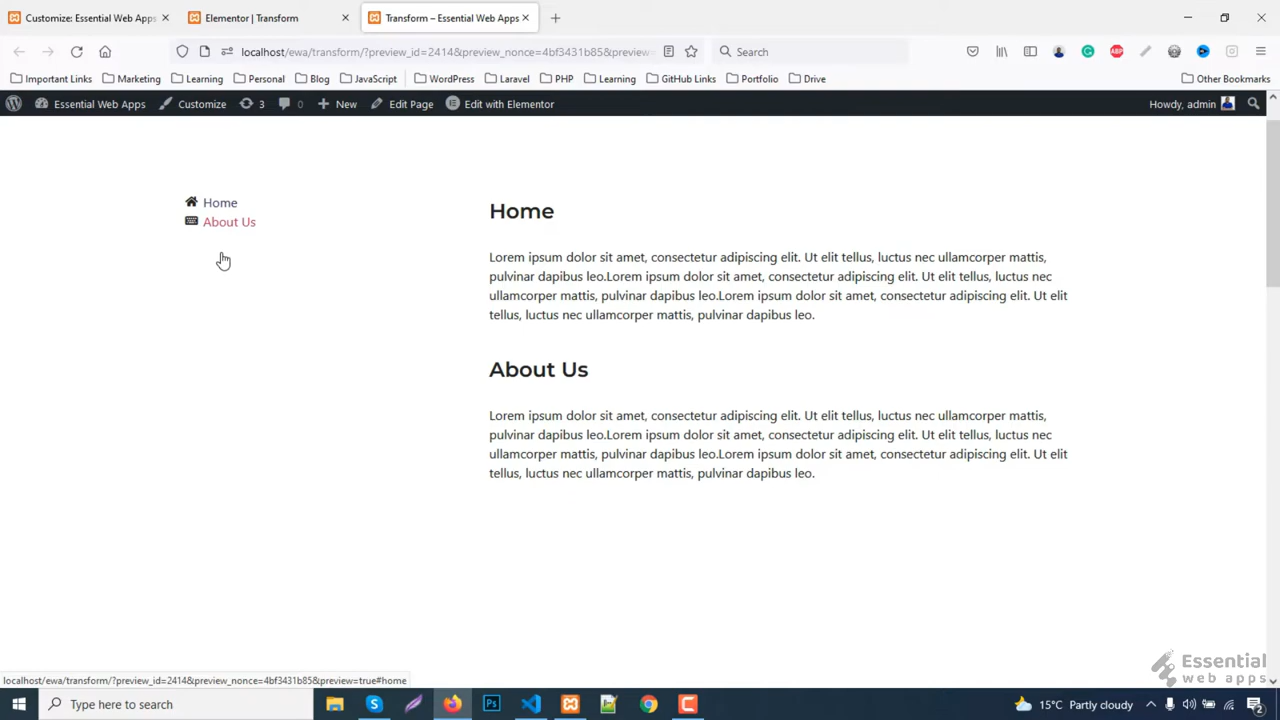 Customize: Essential Web Apps
Elementor | Transform
Transform – Essential Web Apps
localhost/ewa/transform/?preview_id=2414&preview_nonce=4bf3431b85&preview=
Search
Important Links
Marketing
Learning
Personal
Blog
JavaScript
WordPress
Laravel
PHP
Learning
GitHub Links
Portfolio
Drive
Other Bookmarks
Essential Web Apps
Customize
3
0
New
Edit Page
Edit with Elementor
Howdy, admin
Home
About Us
Home
Lorem ipsum dolor sit amet, consectetur adipiscing elit. Ut elit tellus, luctus nec ullamcorper mattis,
pulvinar dapibus leo.Lorem ipsum dolor sit amet, consectetur adipiscing elit. Ut elit tellus, luctus nec
ullamcorper mattis, pulvinar dapibus leo.Lorem ipsum dolor sit amet, consectetur adipiscing elit. Ut elit
tellus, luctus nec ullamcorper mattis, pulvinar dapibus leo.
About Us
Lorem ipsum dolor sit amet, consectetur adipiscing elit. Ut elit tellus, luctus nec ullamcorper mattis,
pulvinar dapibus leo.Lorem ipsum dolor sit amet, consectetur adipiscing elit. Ut elit tellus, luctus nec
ullamcorper mattis, pulvinar dapibus leo.Lorem ipsum dolor sit amet, consectetur adipiscing elit. Ut elit
tellus, luctus nec ullamcorper mattis, pulvinar dapibus leo.
localhost/ewa/transform/?preview_id=2414&preview_nonce=4bf3431b85&preview=true#home
Essential
web apps
Type here to search
Ps
15°C Partly cloudy
2